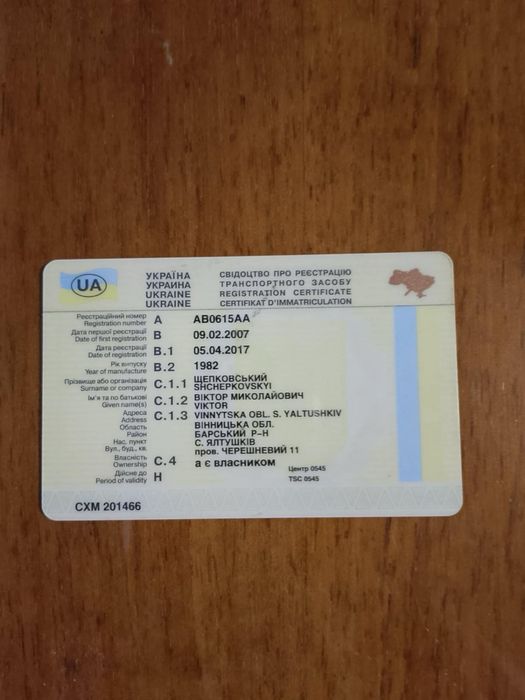 UA
УКРАЇНА
УКРАИНА
UKRAINE
UKRAINE
СВІДОЦТВО ПРО РЕЄСТРАЦІЮ
ТРАНСПОРТНОГО ЗАСОБУ
REGISTRATION CERTIFICATE
CERTIFIKAT D'IMMATRICULATION
Реєстраційний номер
Registration number A АВ0615АА
Дата першої реєстрації
Date of first registration B 09.02.2007
Дата реєстрації
Date of registration B.1 05.04.2017
Рік випуску
Year of manufacture B.2 1982
Прізвище або організація C.1.1 ЩЕПКОВСЬКИЙ
Surname or company SHCHEPKOVSKYI
Ім'я та по батькові C.1.2 ВІКТОР МИКОЛАЙОВИЧ
Given name(s) VIKTOR
Адреса C.1.3 VINNYTSKA OBL. S. YALTUSHKIV
Address ВІННИЦЬКА ОБЛ.
Область БАРСЬКИЙ Р-Н
Район С. ЯЛТУШКІВ
Нас. пункт пров. ЧЕРЕШНЕВИЙ 11
Вул., буд., кв.
Власність
Ownership C.4 а є власником
Дійсне до
Period of validity H
Центр 0545
TSC 0545
СХМ 201466